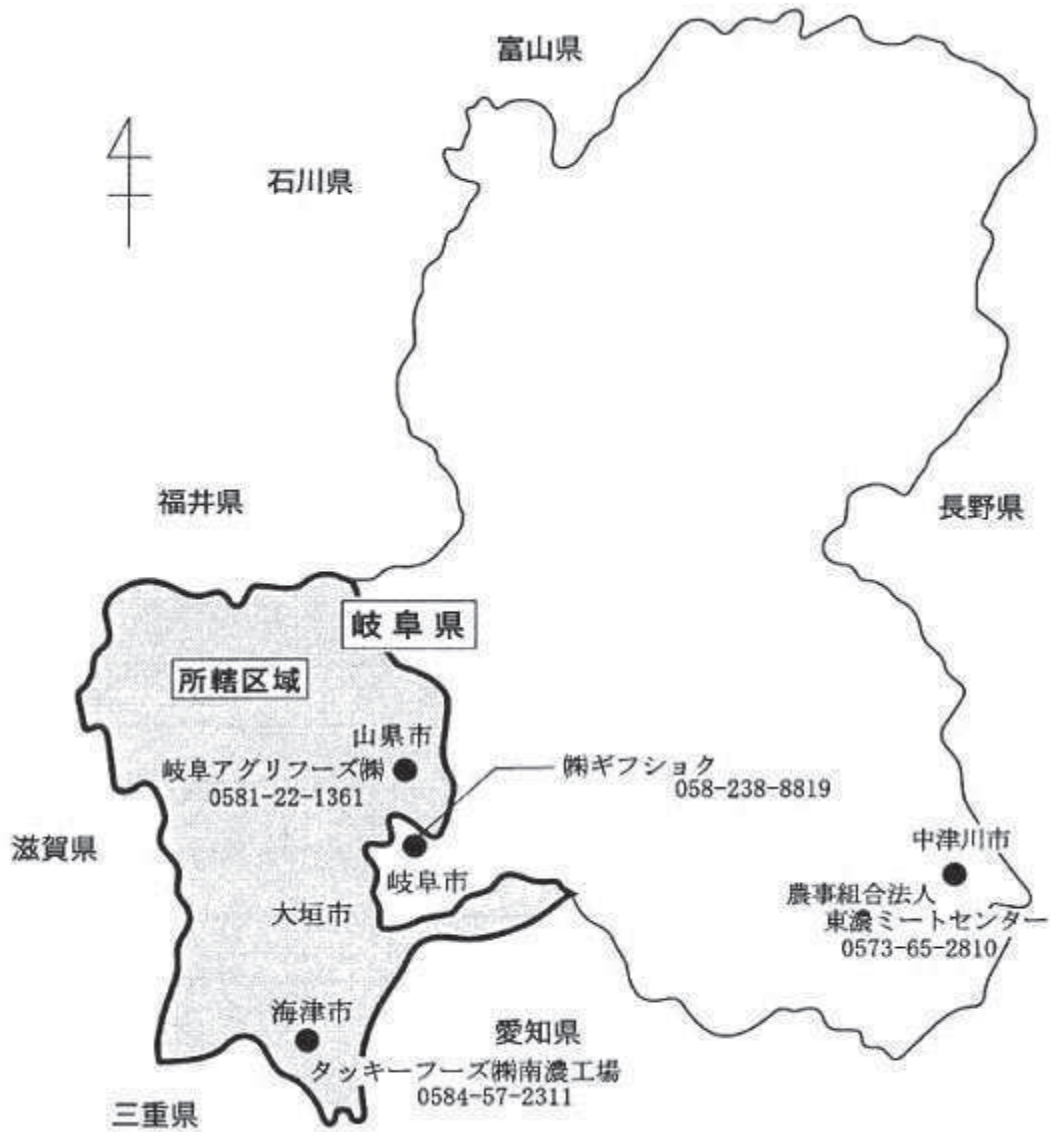 富山県
石川県
福井県
長野県
岐阜県
所轄区域
山県市
岐阜アグリフーズ㈱
0581-22-1361
㈱ギフショク
058-238-8819
滋賀県
岐阜市
中津川市
農事組合法人
東濃ミートセンター
0573-65-2810
大垣市
海津市
愛知県
タッキーフーズ㈱南濃工場
0584-57-2311
三重県